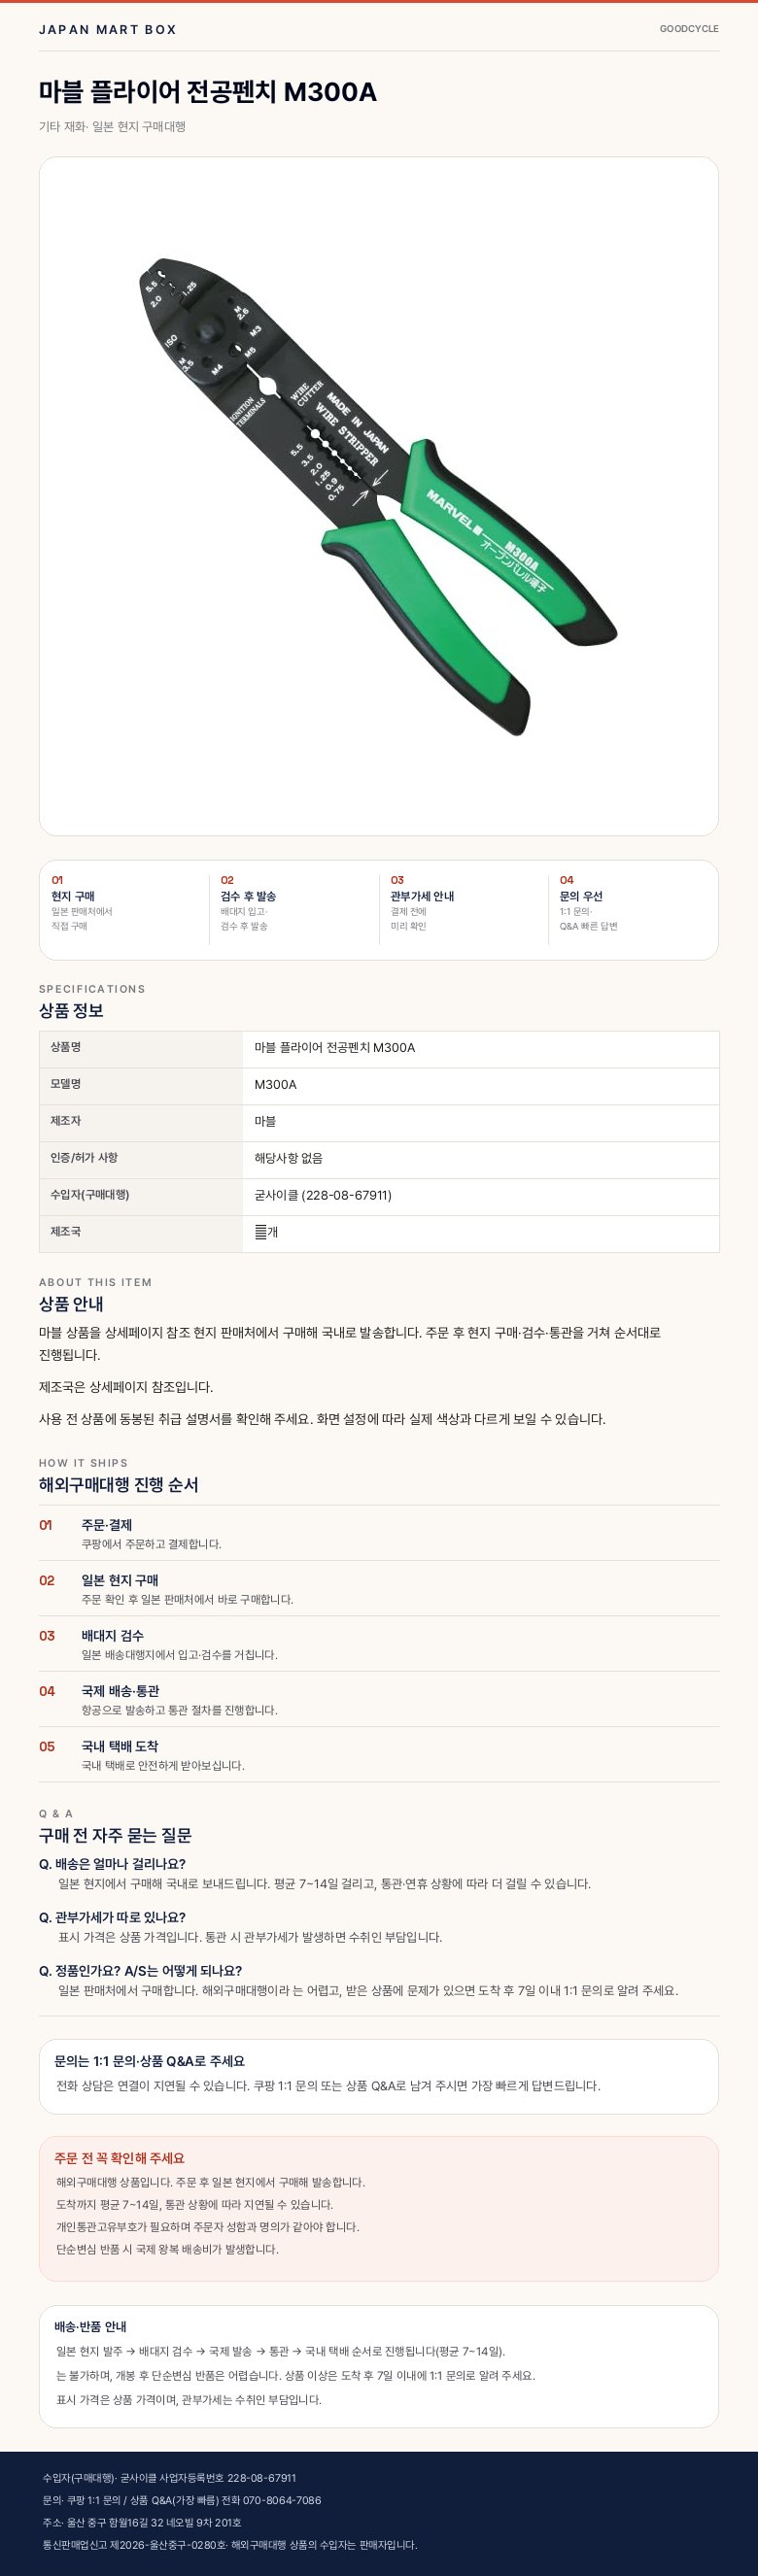 JAPAN MART BOX
GOODCYCLE
마블 플라이어 전공펜치 M300A
기타 재화· 일본 현지 구매대행
5.5
2.0
1.25
M
2.6
M3
ISO
M
3.5
M4
M5
IGNITION
TERMINALS
WIRE
CUTTER
MADE IN JAPAN
WIRE STRIPPER
5.5
3.5
2.0
1.25
0.9
0.75
MARVEL
M300A
オープンバレル端子
01
현지 구매
일본 판매처에서
직접 구매
02
검수 후 발송
배대지 입고·
검수 후 발송
03
관부가세 안내
결제 전에
미리 확인
04
문의 우선
1:1 문의·
Q&A 빠른 답변
SPECIFICATIONS
상품 정보
상품명 마블 플라이어 전공펜치 M300A
모델명 M300A
제조자 마블
인증/허가 사항 해당사항 없음
수입자(구매대행) 굳사이클 (228-08-67911)
제조국 개
ABOUT THIS ITEM
상품 안내
마블 상품을 상세페이지 참조 현지 판매처에서 구매해 국내로 발송합니다. 주문 후 현지 구매·검수·통관을 거쳐 순서대로
진행됩니다.
제조국은 상세페이지 참조입니다.
사용 전 상품에 동봉된 취급 설명서를 확인해 주세요. 화면 설정에 따라 실제 색상과 다르게 보일 수 있습니다.
HOW IT SHIPS
해외구매대행 진행 순서
01 주문·결제
쿠팡에서 주문하고 결제합니다.
02 일본 현지 구매
주문 확인 후 일본 판매처에서 바로 구매합니다.
03 배대지 검수
일본 배송대행지에서 입고·검수를 거칩니다.
04 국제 배송·통관
항공으로 발송하고 통관 절차를 진행합니다.
05 국내 택배 도착
국내 택배로 안전하게 받아보십니다.
Q & A
구매 전 자주 묻는 질문
Q. 배송은 얼마나 걸리나요?
일본 현지에서 구매해 국내로 보내드립니다. 평균 7~14일 걸리고, 통관·연휴 상황에 따라 더 걸릴 수 있습니다.
Q. 관부가세가 따로 있나요?
표시 가격은 상품 가격입니다. 통관 시 관부가세가 발생하면 수취인 부담입니다.
Q. 정품인가요? A/S는 어떻게 되나요?
일본 판매처에서 구매합니다. 해외구매대행이라 는 어렵고, 받은 상품에 문제가 있으면 도착 후 7일 이내 1:1 문의로 알려 주세요.
문의는 1:1 문의·상품 Q&A로 주세요
전화 상담은 연결이 지연될 수 있습니다. 쿠팡 1:1 문의 또는 상품 Q&A로 남겨 주시면 가장 빠르게 답변드립니다.
주문 전 꼭 확인해 주세요
해외구매대행 상품입니다. 주문 후 일본 현지에서 구매해 발송합니다.
도착까지 평균 7~14일, 통관 상황에 따라 지연될 수 있습니다.
개인통관고유부호가 필요하며 주문자 성함과 명의가 같아야 합니다.
단순변심 반품 시 국제 왕복 배송비가 발생합니다.
배송·반품 안내
일본 현지 발주 → 배대지 검수 → 국제 발송 → 통관 → 국내 택배 순서로 진행됩니다(평균 7~14일).
는 불가하며, 개봉 후 단순변심 반품은 어렵습니다. 상품 이상은 도착 후 7일 이내에 1:1 문의로 알려 주세요.
표시 가격은 상품 가격이며, 관부가세는 수취인 부담입니다.
수입자(구매대행)· 굳사이클 사업자등록번호 228-08-67911
문의· 쿠팡 1:1 문의 / 상품 Q&A(가장 빠름) 전화 070-8064-7086
주소· 울산 중구 함월16길 32 네오빌 9차 201호
통신판매업신고 제2026-울산중구-0280호· 해외구매대행 상품의 수입자는 판매자입니다.